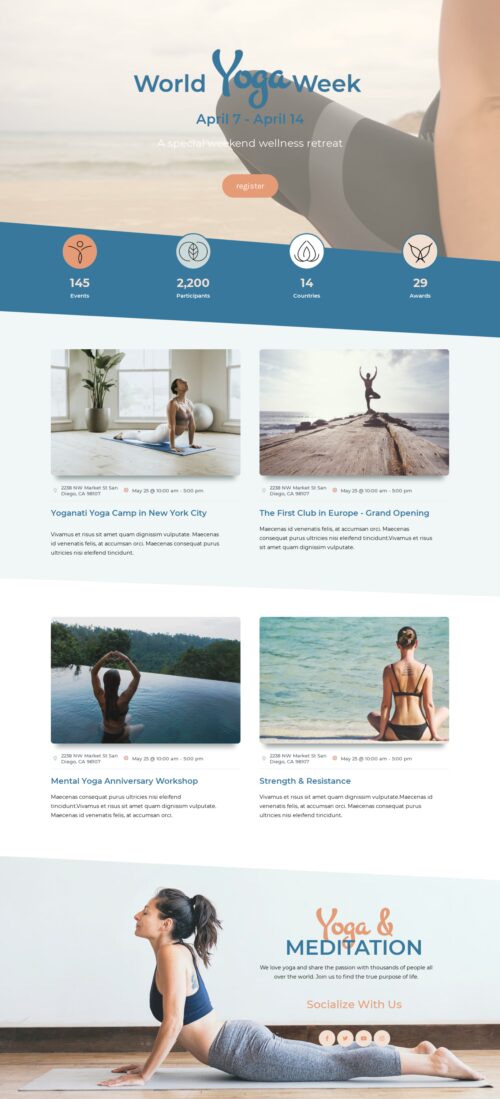 World Yoga Week
April 7 - April 14
A special weekend wellness retreat
register
145
Events
2,200
Participants
14
Countries
29
Awards
2238 NW Market St San
Diego, CA 98107
May 25 @ 10:00 am - 5:00 pm
Yoganati Yoga Camp in New York City
Vivamus et risus sit amet quam dignissim vulputate. Maecenas
id venenatis felis, at accumsan orci. Maecenas consequat purus
ultricies nisi eleifend tincidunt.
2238 NW Market St San
Diego, CA 98107
May 25 @ 10:00 am - 5:00 pm
The First Club in Europe - Grand Opening
Maecenas id venenatis felis, at accumsan orci. Maecenas
consequat purus ultricies nisi eleifend tincidunt.Vivamus et risus
sit amet quam dignissim vulputate.
2238 NW Market St San
Diego, CA 98107
May 25 @ 10:00 am - 5:00 pm
Mental Yoga Anniversary Workshop
Maecenas consequat purus ultricies nisi eleifend
tincidunt.Vivamus et risus sit amet quam dignissim vulputate.
Maecenas id venenatis felis, at accumsan orci.
2238 NW Market St San
Diego, CA 98107
May 25 @ 10:00 am - 5:00 pm
Strength & Resistance
Vivamus et risus sit amet quam dignissim vulputate.Maecenas id
venenatis felis, at accumsan orci. Maecenas consequat purus
ultricies nisi eleifend tincidunt.
Yoga &
MEDITATION
We love yoga and share the passion with thousands of people all
over the world. Join us to find the true purpose of life.
Socialize With Us